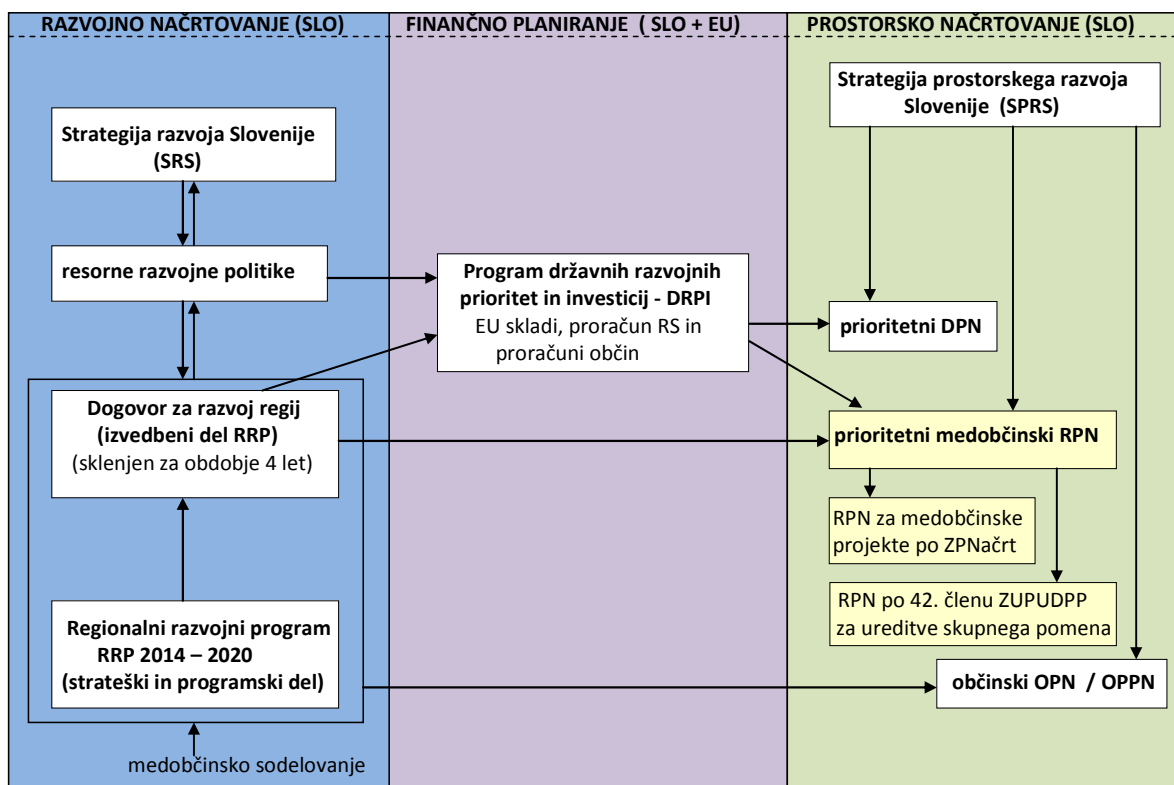 RAZVOJNO NAČRTOVANJE (SLO)
Strategija razvoja Slovenije
(SRS)
resorne razvojne politike
Dogovor za razvoj regij
(izvedbeni del RRP)
(sklenjen za obdobje 4 let)
Regionalni razvojni program
RRP 2014 – 2020
(strateški in programski del)
medobčinsko sodelovanje
FINANČNO PLANIRANJE ( SLO + EU)
Program državnih razvojnih
prioritet in investicij - DRPI
EU skladi, proračun RS in
proračuni občin
PROSTORSKO NAČRTOVANJE (SLO)
Strategija prostorskega razvoja
Slovenije (SPRS)
prioritetni DPN
prioritetni medobčinski RPN
RPN za medobčinske
projekte po ZPNačrt
RPN po 42. členu ZUPUDPP
za ureditve skupnega pomena
občinski OPN / OPPN